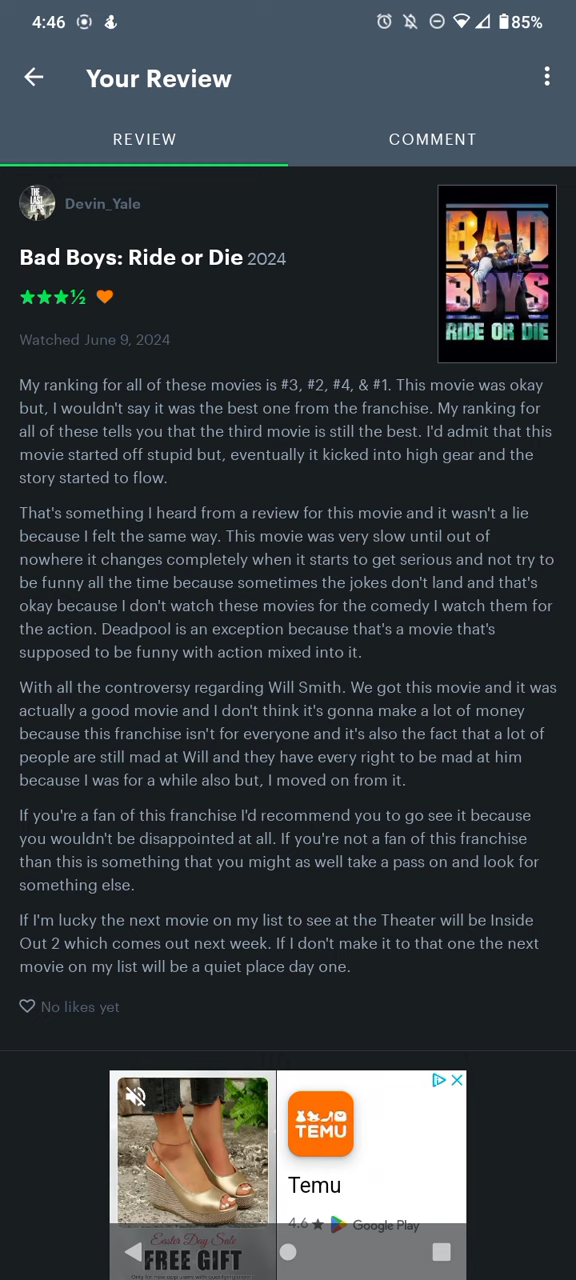 4:46
85%
Your Review
REVIEW
COMMENT
Devin_Yale
Bad Boys: Ride or Die 2024
★★★½
Watched June 9, 2024
BAD
BOYS
RIDE OR DIE
My ranking for all of these movies is #3, #2, #4, & #1. This movie was okay
but, I wouldn't say it was the best one from the franchise. My ranking for
all of these tells you that the third movie is still the best. I'd admit that this
movie started off stupid but, eventually it kicked into high gear and the
story started to flow.
That's something I heard from a review for this movie and it wasn't a lie
because I felt the same way. This movie was very slow until out of
nowhere it changes completely when it starts to get serious and not try to
be funny all the time because sometimes the jokes don't land and that's
okay because I don't watch these movies for the comedy I watch them for
the action. Deadpool is an exception because that's a movie that's
supposed to be funny with action mixed into it.
With all the controversy regarding Will Smith. We got this movie and it was
actually a good movie and I don't think it's gonna make a lot of money
because this franchise isn't for everyone and it's also the fact that a lot of
people are still mad at Will and they have every right to be mad at him
because I was for a while also but, I moved on from it.
If you're a fan of this franchise I'd recommend you to go see it because
you wouldn't be disappointed at all. If you're not a fan of this franchise
than this is something that you might as well take a pass on and look for
something else.
If I'm lucky the next movie on my list to see at the Theater will be Inside
Out 2 which comes out next week. If I don't make it to that one the next
movie on my list will be a quiet place day one.
No likes yet
TEMU
Temu
4.6 ★ Google Play
Easter Day Sale
FREE GIFT